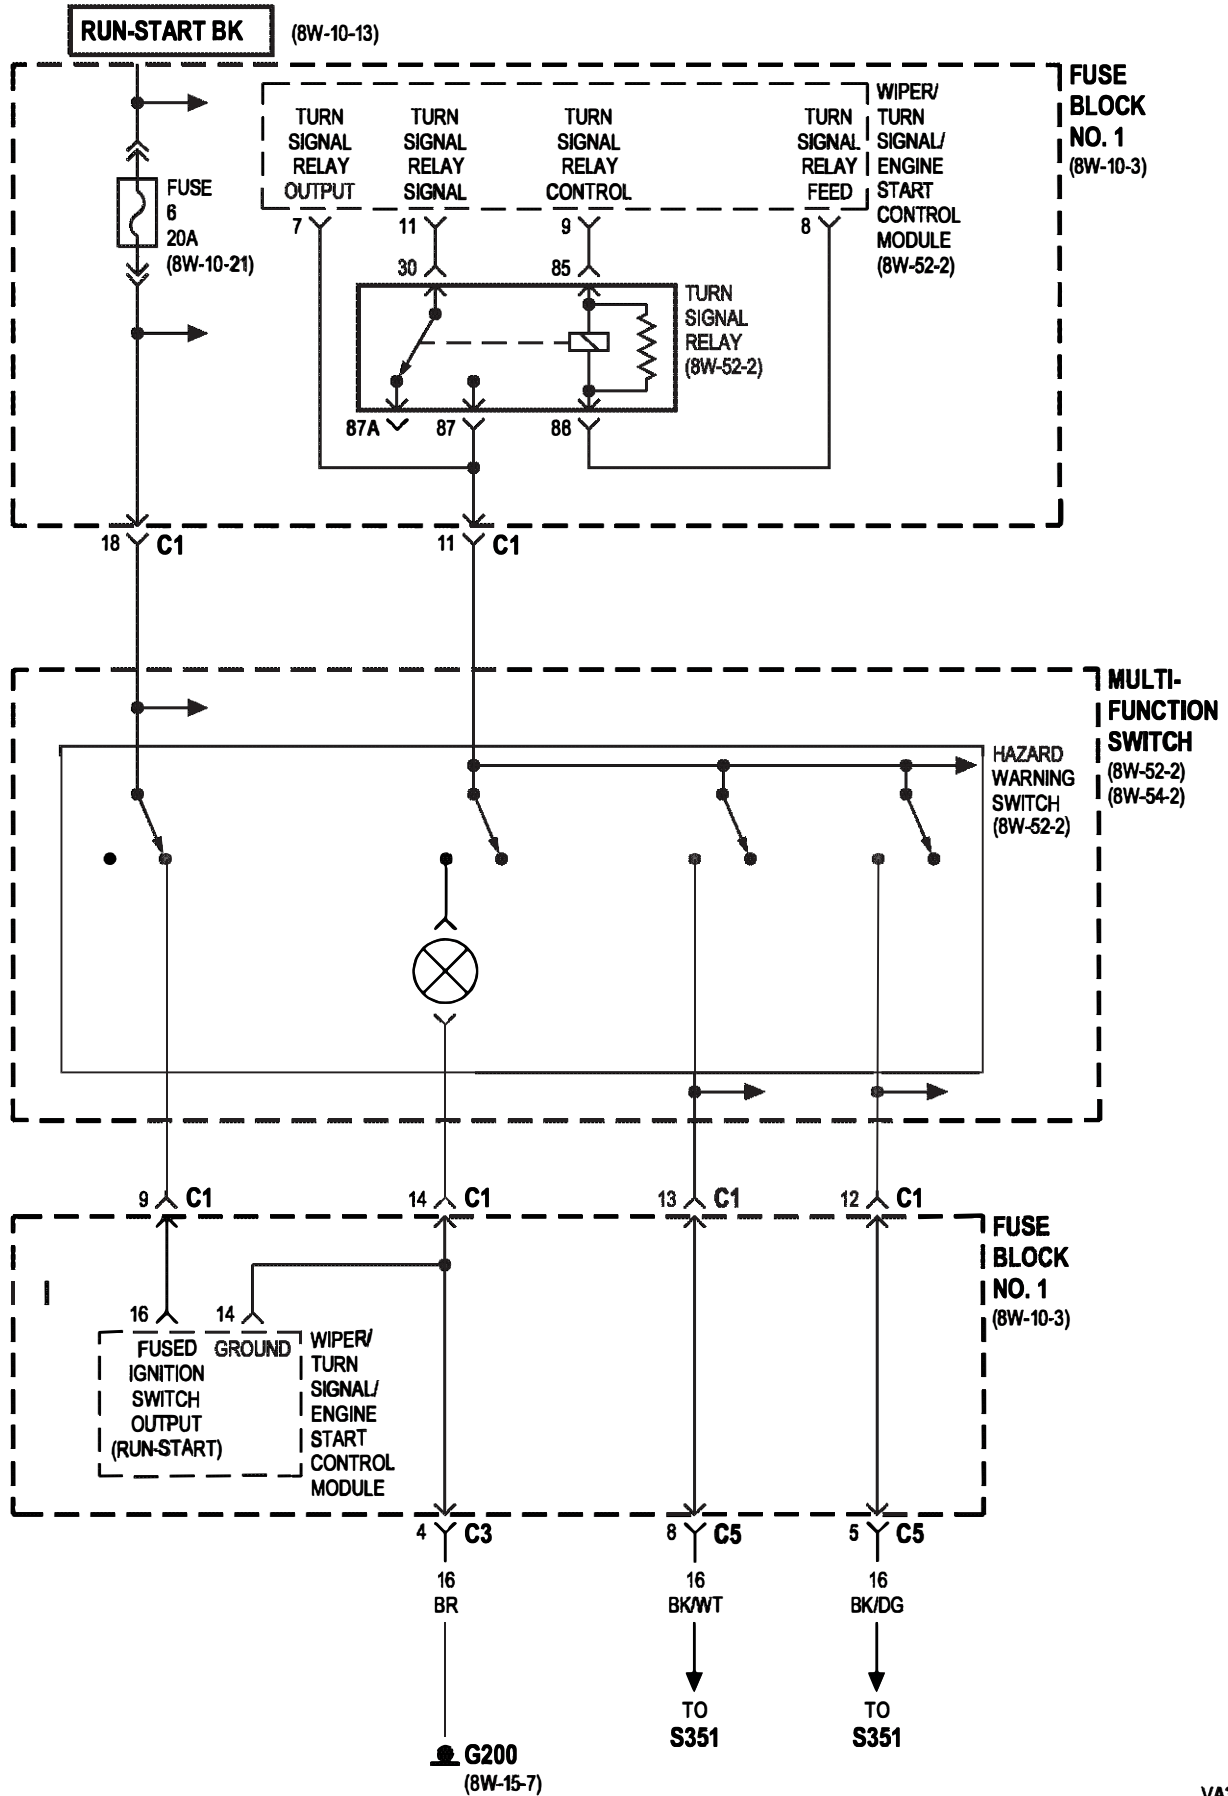 RUN-START BK (8W-10-13)
FUSE
BLOCK
NO. 1
(8W-10-3)
WIPER/
TURN
SIGNAL/
ENGINE
START
CONTROL
MODULE
(8W-52-2)
TURN
SIGNAL
RELAY
OUTPUT
TURN
SIGNAL
RELAY
SIGNAL
TURN
SIGNAL
RELAY
CONTROL
TURN
SIGNAL
RELAY
FEED
FUSE
6
20A
(8W-10-21)
7 11 9 8
30 85
TURN
SIGNAL
RELAY
(8W-52-2)
87A 87 86
18 C1 11 C1
MULTI-
FUNCTION
SWITCH
(8W-52-2)
(8W-54-2)
HAZARD
WARNING
SWITCH
(8W-52-2)
9 C1 14 C1 13 C1 12 C1
FUSE
BLOCK
NO. 1
(8W-10-3)
16 14
FUSED
IGNITION
SWITCH
OUTPUT
(RUN-START)
GROUND
WIPER/
TURN
SIGNAL/
ENGINE
START
CONTROL
MODULE
4 C3 8 C5 5 C5
16
BR
16
BK/WT
16
BK/DG
TO
S351
TO
S351
G200
(8W-15-7)